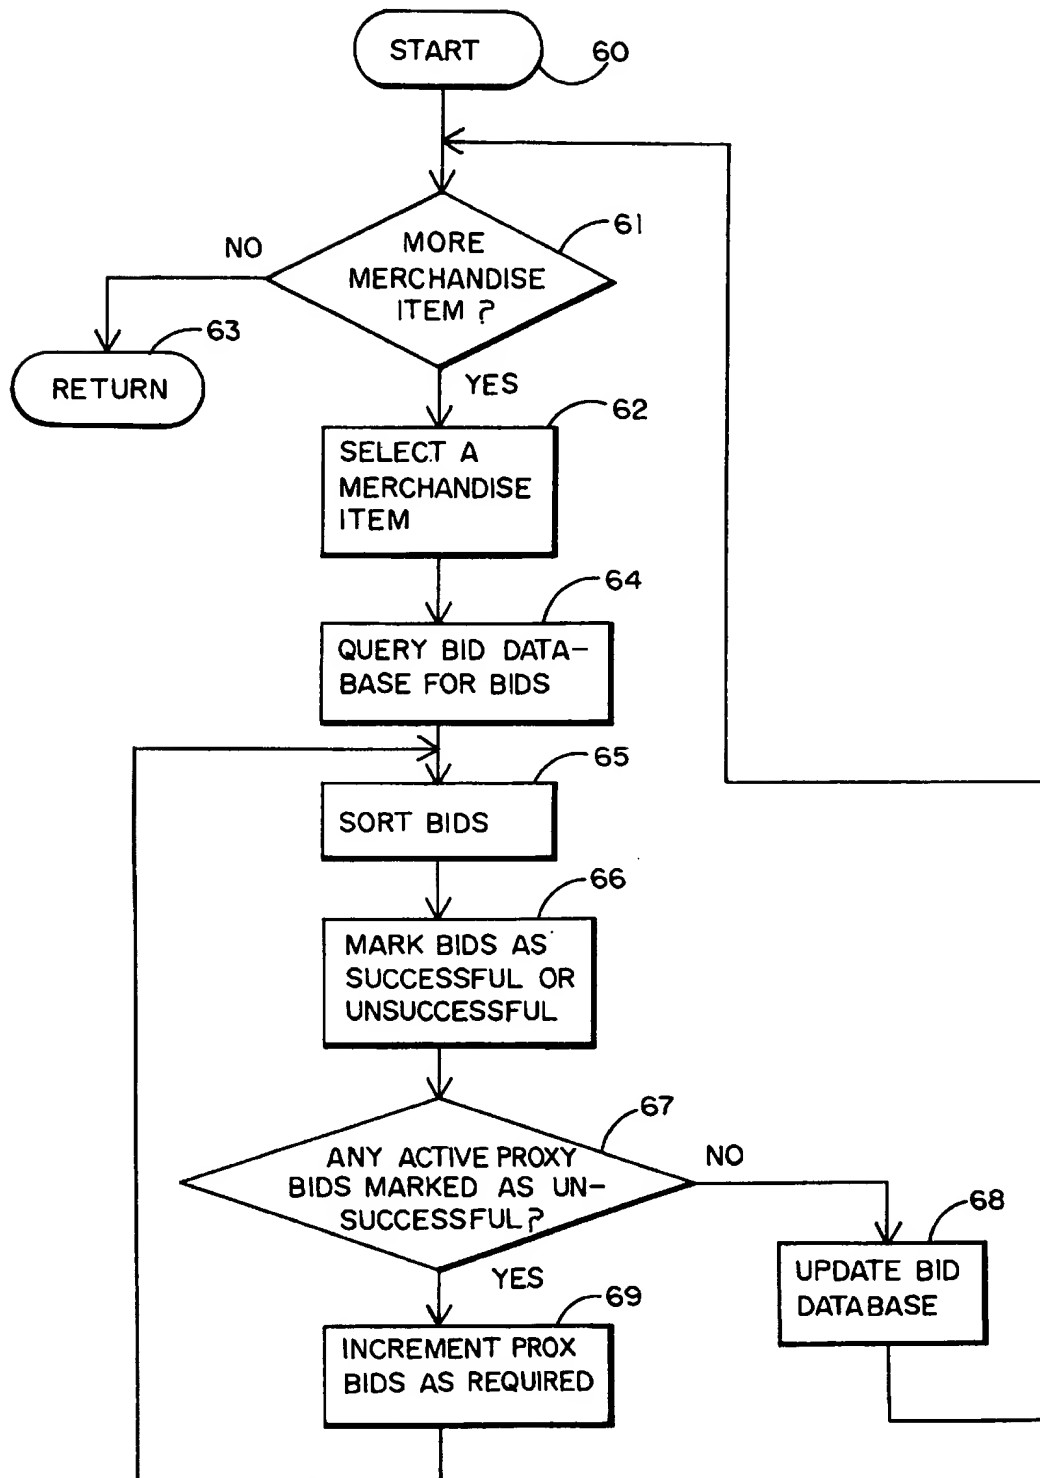 START
60
61
MORE
MERCHANDISE
ITEM ?
NO
63
RETURN
YES
62
SELECT A
MERCHANDISE
ITEM
64
QUERY BID DATA-
BASE FOR BIDS
65
SORT BIDS
66
MARK BIDS AS
SUCCESSFUL OR
UNSUCCESSFUL
67
ANY ACTIVE PROXY
BIDS MARKED AS UN-
SUCCESSFUL?
NO
68
UPDATE BID
DATABASE
YES
69
INCREMENT PROX
BIDS AS REQUIRED